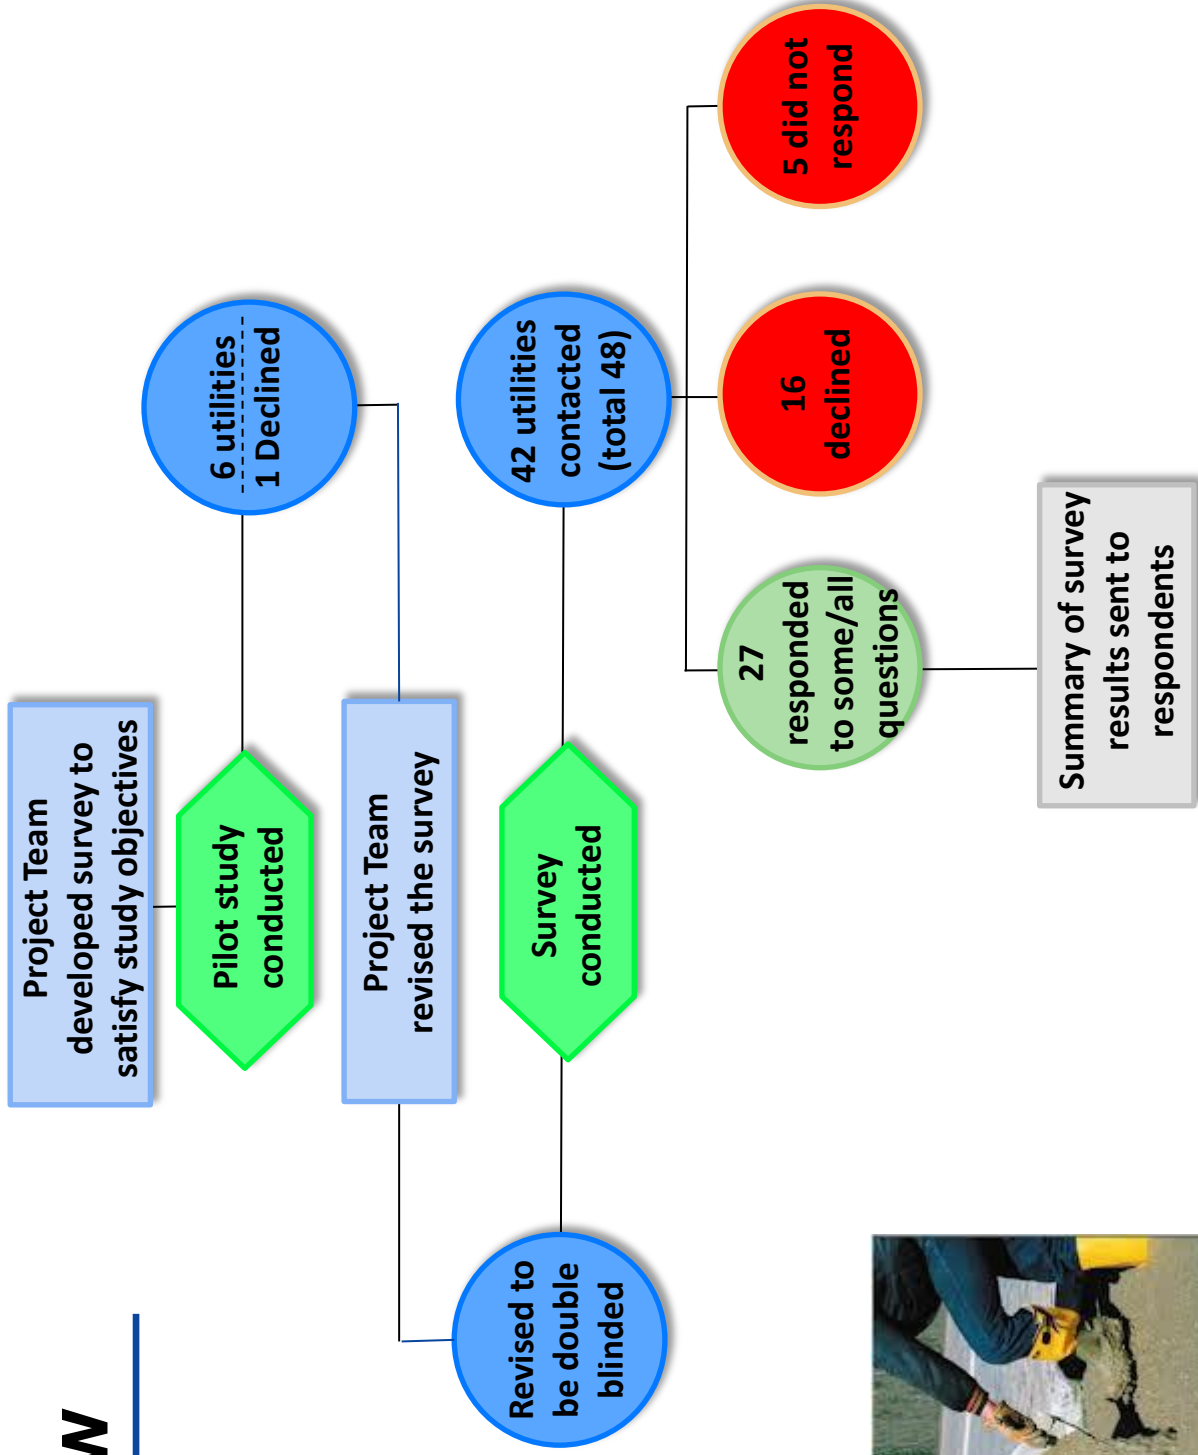 W
Project Team
developed survey to
satisfy study objectives
Pilot study
conducted
6 utilities
1 Declined
Project Team
revised the survey
Revised to
be double
blinded
Survey
conducted
42 utilities
contacted
(total 48)
27
responded
to some/all
questions
16
declined
5 did not
respond
Summary of survey
results sent to
respondents